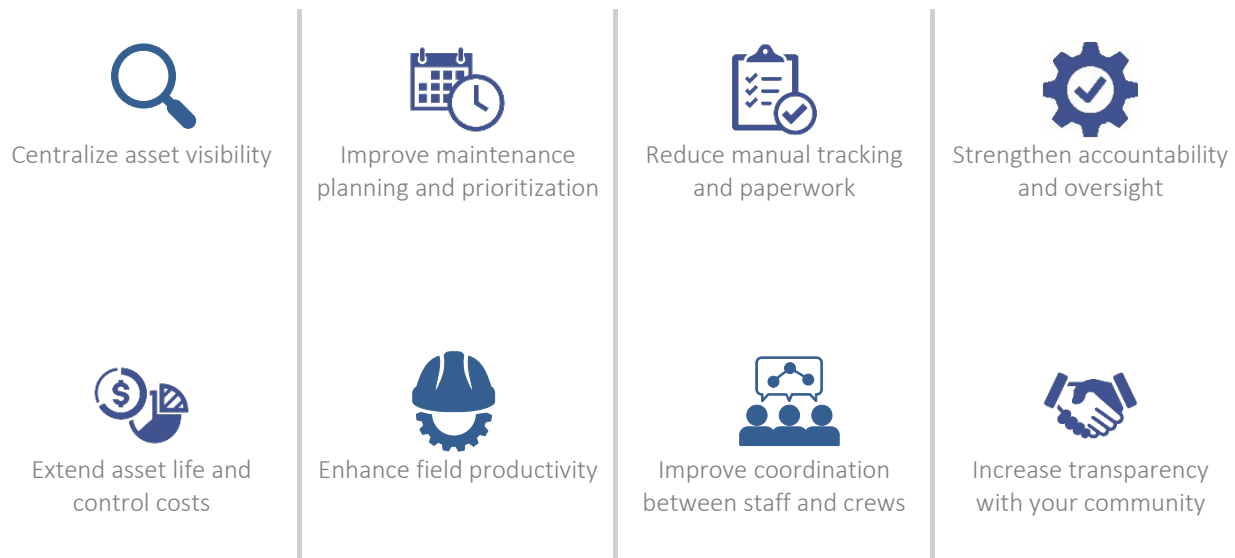 Centralize asset visibility
Improve maintenance
planning and prioritization
Reduce manual tracking
and paperwork
Strengthen accountability
and oversight
$
Extend asset life and
control costs
Enhance field productivity
Improve coordination
between staff and crews
Increase transparency
with your community